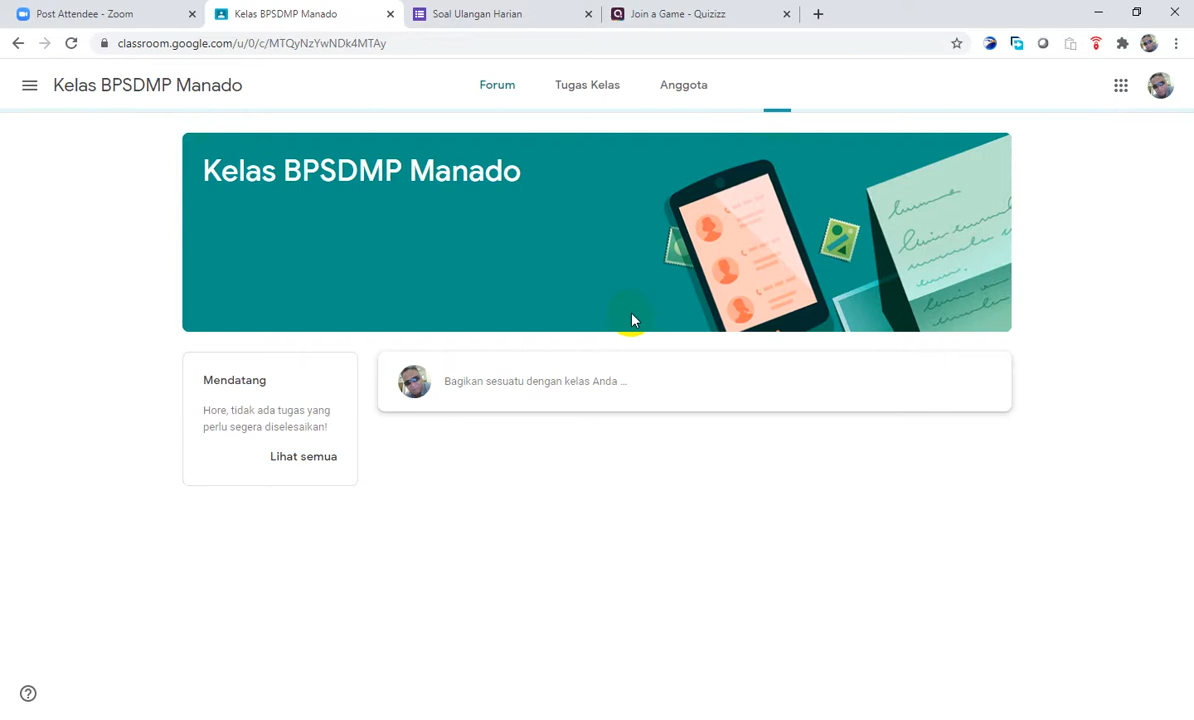 Post Attendee - Zoom
Kelas BPSDMP Manado
Soal Ulangan Harian
Join a Game - Quizizz
classroom.google.com/u/0/c/MTQyNzYwNDk4MTAy
Kelas BPSDMP Manado
Forum
Tugas Kelas
Anggota
Kelas BPSDMP Manado
Mendatang
Hore, tidak ada tugas yang
perlu segera diselesaikan!
Lihat semua
Bagikan sesuatu dengan kelas Anda ...